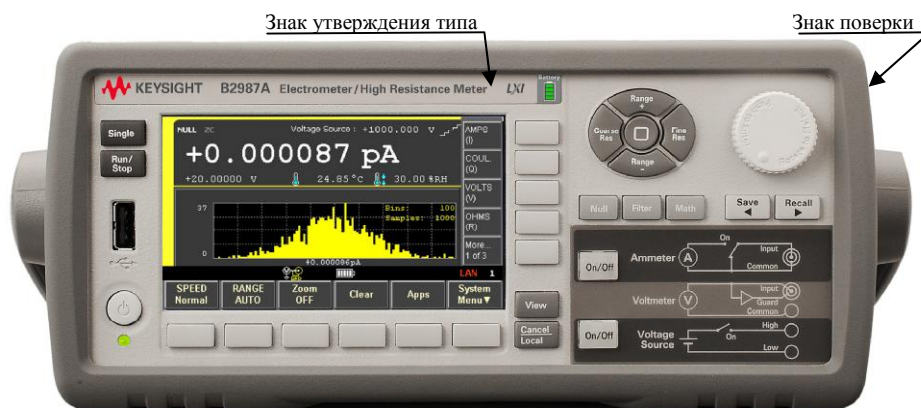 Знак утверждения типа
Знак поверки
KEYSIGHT B2987A Electrometer/High Resistance Meter LXI
Battery
Single
Run/
Stop
NULL ZC Voltage Source : +1000.000 V
+0.000087 pA
+20.00000 V 24.85°C 30.00 %RH
AMPS
(I)
COUL.
(Q)
VOLTS
(V)
OHMS
(R)
More...
1 of 3
37
Bins: 100
Samples: 1000
0
+0.000086pA
LAN 1
SPEED
Normal
RANGE
AUTO
Zoom
OFF
Clear
Apps
System
Menu▼
View
Cancel
Local
Range
+
Coarse
Res
Fine
Res
Range
-
Null
Filter
Math
Save
Recall
On/Off
Ammeter
A
On
Input
Common
Voltmeter
V
Input
Guard
Common
On/Off
Voltage
Source
On
High
Low